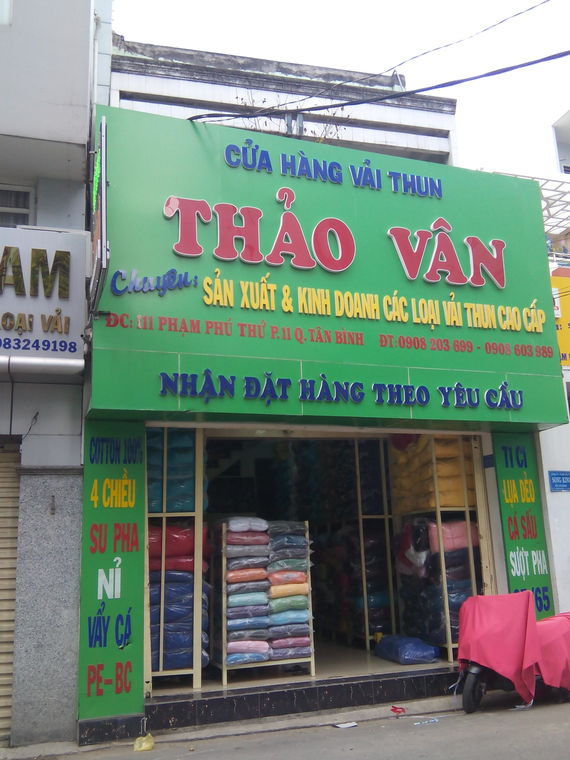 CỬA HÀNG VẢI THUN
THẢO VÂN
Chuyên:
SẢN XUẤT & KINH DOANH CÁC LOẠI VẢI THUN CAO CẤP
ĐC: 111 PHẠM PHÚ THỨ P.11 Q.TÂN BÌNH ĐT: 0908 203 699 - 0908 603 989
NHẬN ĐẶT HÀNG THEO YÊU CẦU
COTTON 100%
4 CHIỀU
SU PHA
NỈ
VẨY CÁ
PE-BC
TI CI
LỤA DẺO
CÁ SẤU
SƯỢT PHA
AM
LOẠI VẢI
083249198